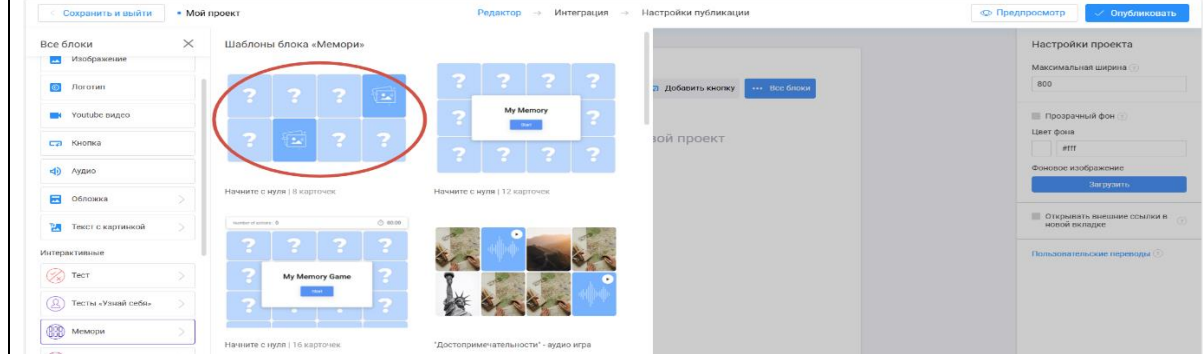 Сохранить и выйти
Мой проект
Редактор → Интеграция → Настройки публикации
Предпросмотр
Опубликовать
Все блоки
Изображение
Логотип
Youtube видео
Кнопка
Аудио
Обложка
Текст с картинкой
Интерактивные
Тест
Тесты «Узнай себя»
Мемори
Шаблоны блока «Мемори»
? ? ?
? ?
Начните с нуля | 8 карточек
? ? ? ?
? ?
? ? ? ?
My Memory
Start
Начните с нуля | 12 карточек
00:00
? ? ? ?
? ?
? ?
My Memory Game
Start
Начните с нуля | 16 карточек
"Достопримечательности" - аудио игра
Добавить кнопку
Все блоки
вой проект
Настройки проекта
Максимальная ширина ?
800
Прозрачный фон ?
Цвет фона
#fff
Фоновое изображение
Загрузить
Открывать внешние ссылки в
новой вкладке ?
Пользовательские переводы ?